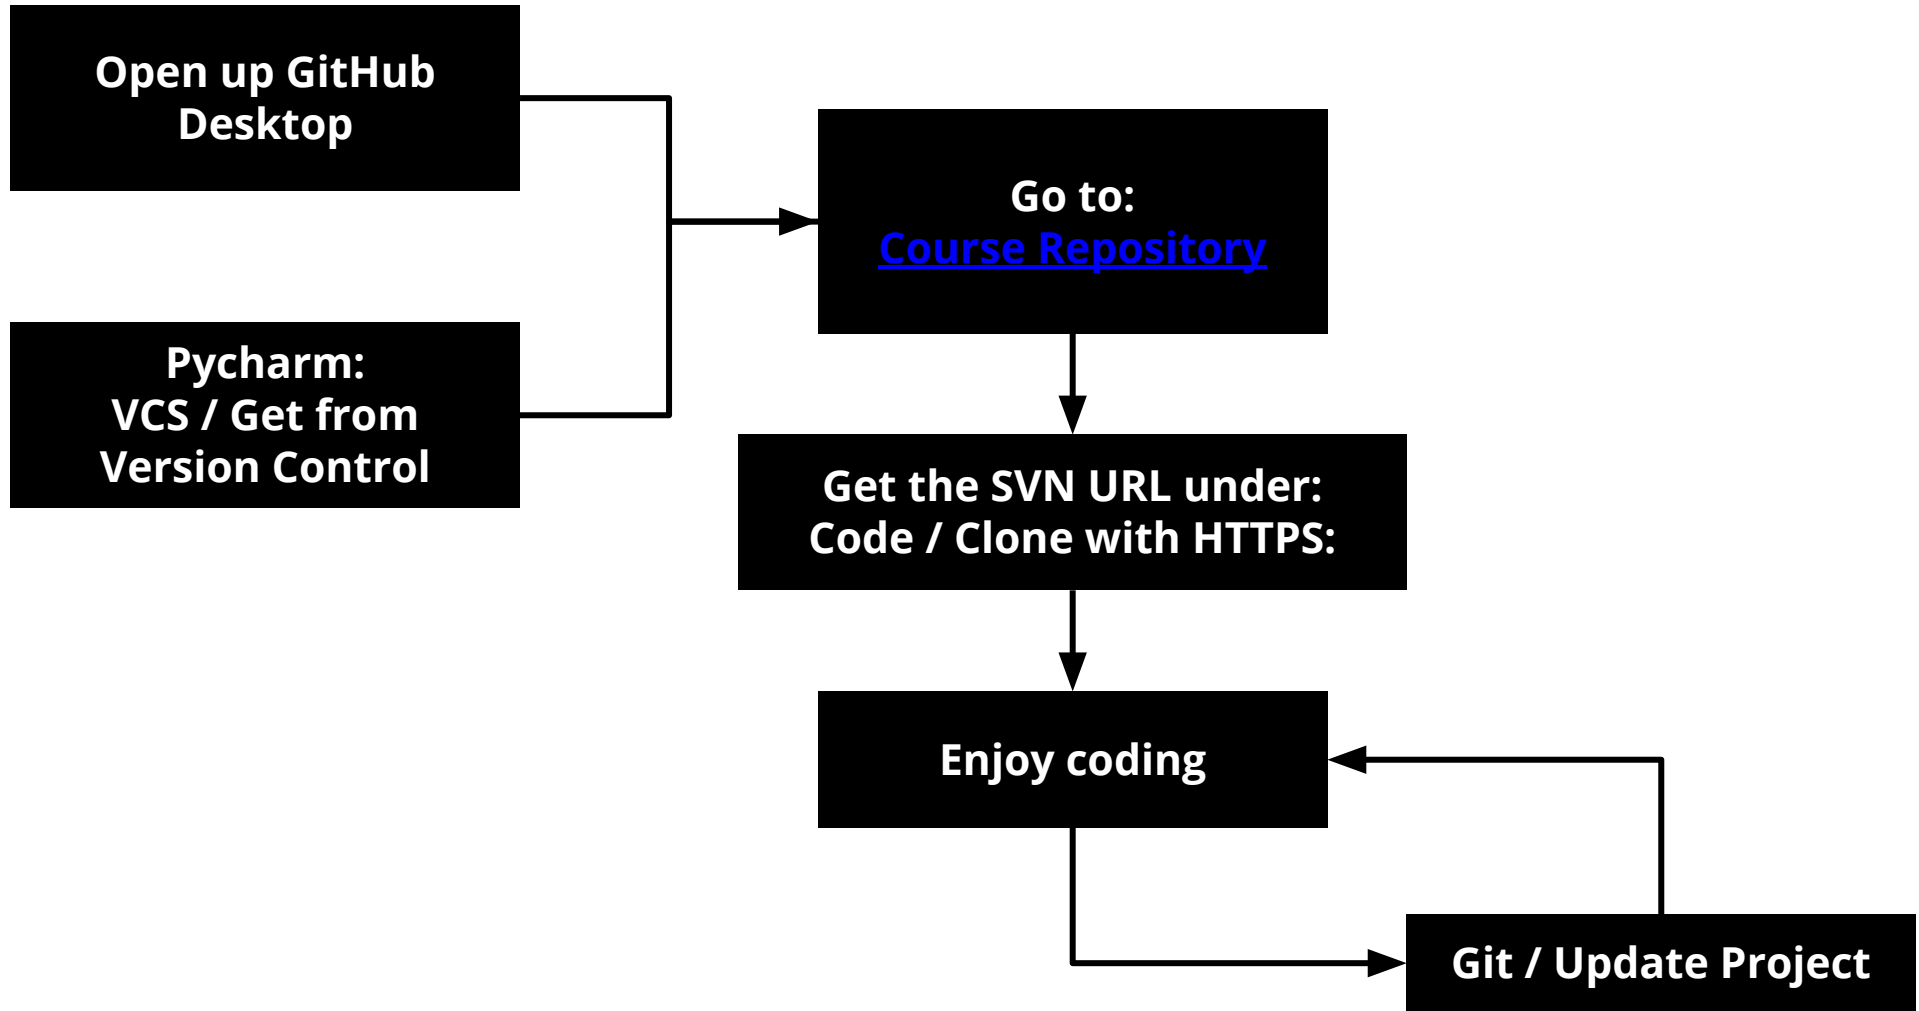 Open up GitHub
Desktop
Go to:
Course Repository
Pycharm:
VCS / Get from
Version Control
Get the SVN URL under:
Code / Clone with HTTPS:
Enjoy coding
Git / Update Project